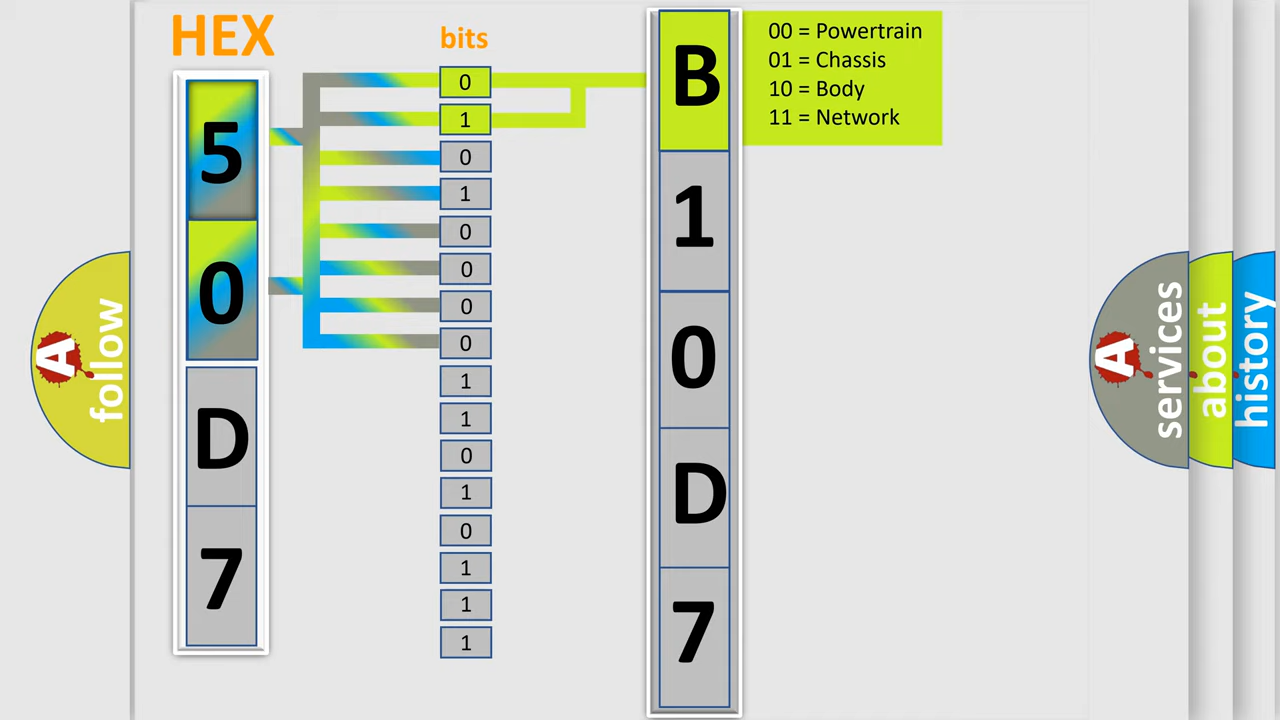 HEX
bits
5
0
D
7
0
1
0
1
0
0
0
0
1
1
0
1
0
1
1
1
B
1
0
D
7
00 = Powertrain
01 = Chassis
10 = Body
11 = Network
A
follow
A
services
about
history